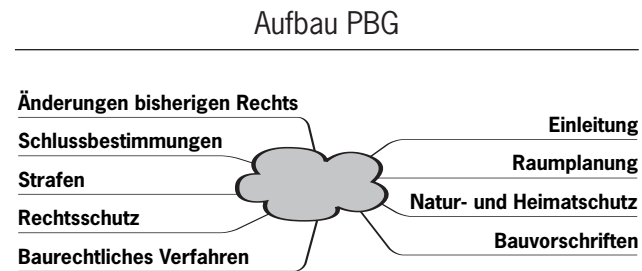 Aufbau PBG
Änderungen bisherigen Rechts
Schlussbestimmungen
Strafen
Rechtsschutz
Baurechtliches Verfahren
Einleitung
Raumplanung
Natur- und Heimatschutz
Bauvorschriften